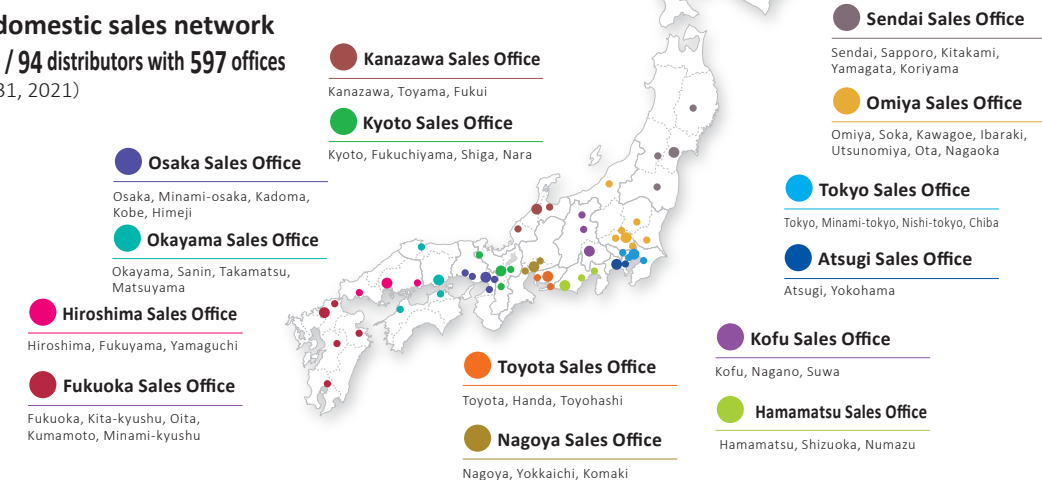 domestic sales network
/ 94 distributors with 597 offices
31, 2021）
Kanazawa Sales Office
Kanazawa, Toyama, Fukui
Kyoto Sales Office
Kyoto, Fukuchiyama, Shiga, Nara
Osaka Sales Office
Osaka, Minami-osaka, Kadoma,
Kobe, Himeji
Okayama Sales Office
Okayama, Sanin, Takamatsu,
Matsuyama
Hiroshima Sales Office
Hiroshima, Fukuyama, Yamaguchi
Fukuoka Sales Office
Fukuoka, Kita-kyushu, Oita,
Kumamoto, Minami-kyushu
Toyota Sales Office
Toyota, Handa, Toyohashi
Nagoya Sales Office
Nagoya, Yokkaichi, Komaki
Sendai Sales Office
Sendai, Sapporo, Kitakami,
Yamagata, Koriyama
Omiya Sales Office
Omiya, Soka, Kawagoe, Ibaraki,
Utsunomiya, Ota, Nagaoka
Tokyo Sales Office
Tokyo, Minami-tokyo, Nishi-tokyo, Chiba
Atsugi Sales Office
Atsugi, Yokohama
Kofu Sales Office
Kofu, Nagano, Suwa
Hamamatsu Sales Office
Hamamatsu, Shizuoka, Numazu